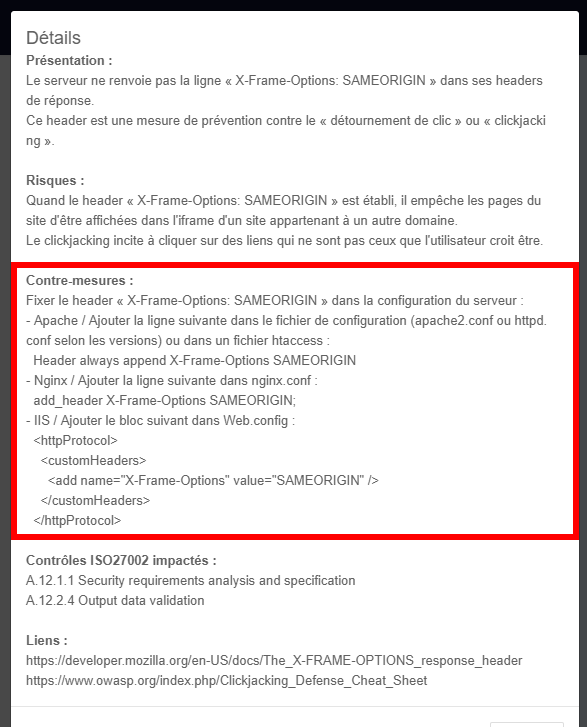 Détails
Présentation :
Le serveur ne renvoie pas la ligne « X-Frame-Options: SAMEORIGIN » dans ses headers
de réponse.
Ce header est une mesure de prévention contre le « détournement de clic » ou « clickjacki
ng ».
Risques :
Quand le header « X-Frame-Options: SAMEORIGIN » est établi, il empêche les pages du
site d'être affichées dans l'iframe d'un site appartenant à un autre domaine.
Le clickjacking incite à cliquer sur des liens qui ne sont pas ceux que l'utilisateur croit être.
Contre-mesures :
Fixer le header « X-Frame-Options: SAMEORIGIN » dans la configuration du serveur :
- Apache / Ajouter la ligne suivante dans le fichier de configuration (apache2.conf ou httpd.
conf selon les versions) ou dans un fichier htaccess :
Header always append X-Frame-Options SAMEORIGIN
- Nginx / Ajouter la ligne suivante dans nginx.conf :
add_header X-Frame-Options SAMEORIGIN;
- IIS / Ajouter le bloc suivant dans Web.config :
<httpProtocol>
<customHeaders>
<add name="X-Frame-Options" value="SAMEORIGIN" />
</customHeaders>
</httpProtocol>
Contrôles ISO27002 impactés :
A.12.1.1 Security requirements analysis and specification
A.12.2.4 Output data validation
Liens :
https://developer.mozilla.org/en-US/docs/The_X-FRAME-OPTIONS_response_header
https://www.owasp.org/index.php/Clickjacking_Defense_Cheat_Sheet